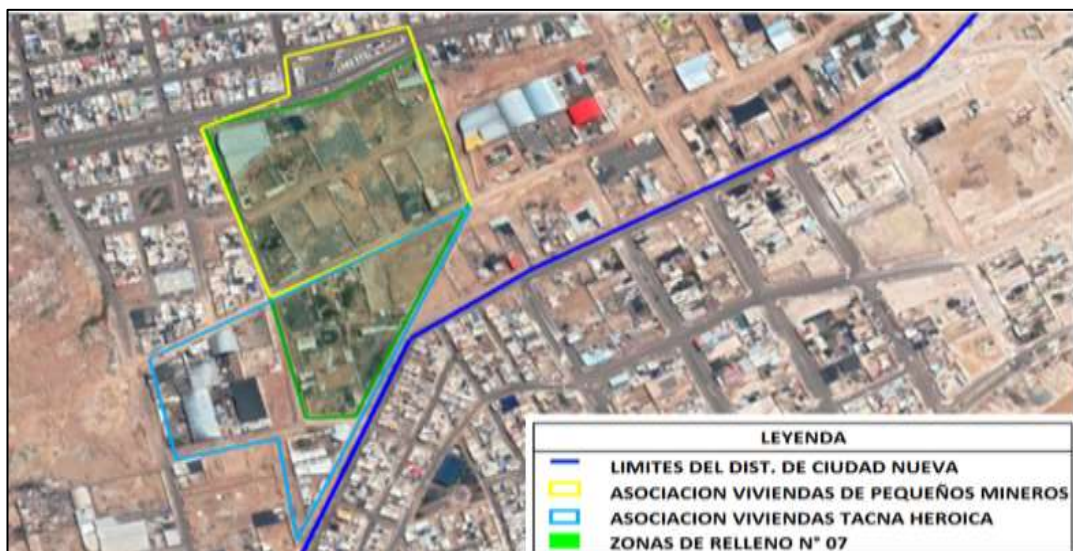 LEYENDA
LIMITES DEL DIST. DE CIUDAD NUEVA
ASOCIACION VIVIENDAS DE PEQUEÑOS MINEROS
ASOCIACION VIVIENDAS TACNA HEROICA
ZONAS DE RELLENO N° 07